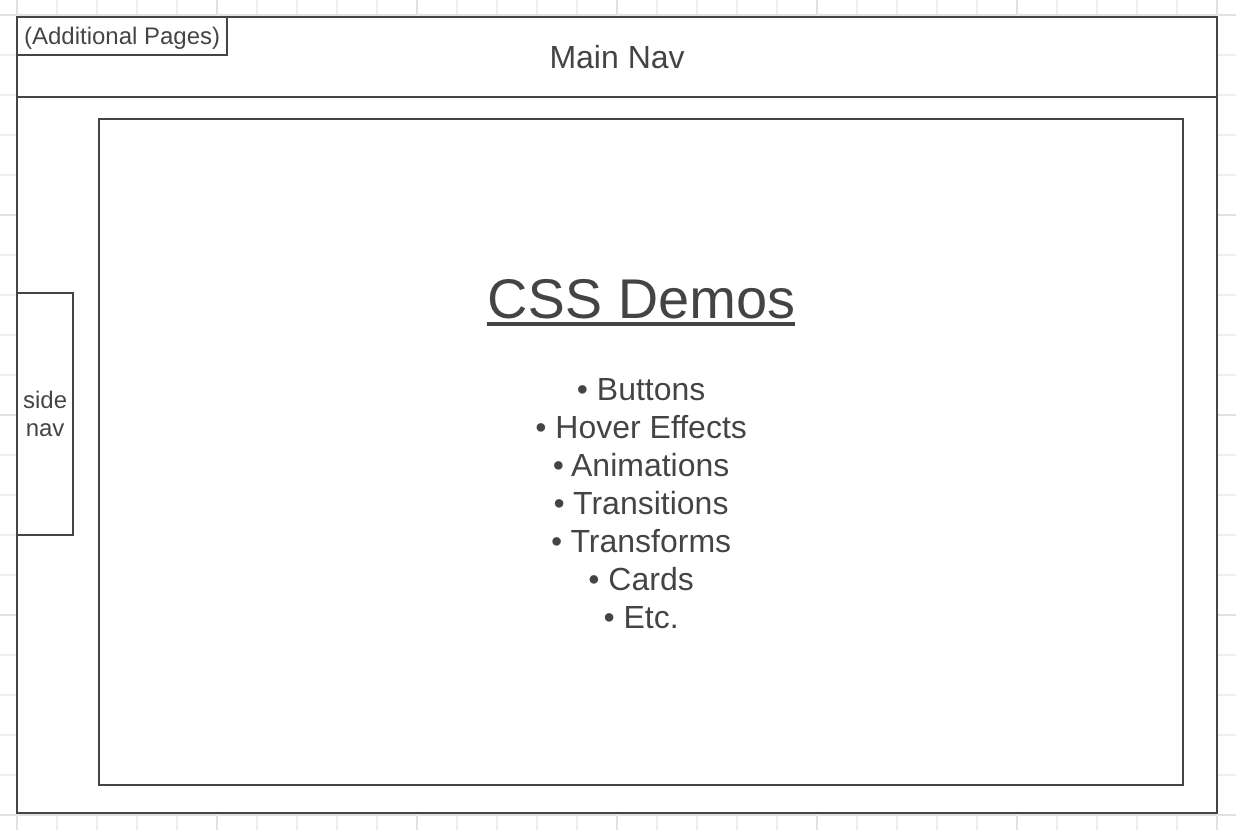 (Additional Pages)
Main Nav
CSS Demos
• Buttons
• Hover Effects
• Animations
• Transitions
• Transforms
• Cards
• Etc.
side
nav